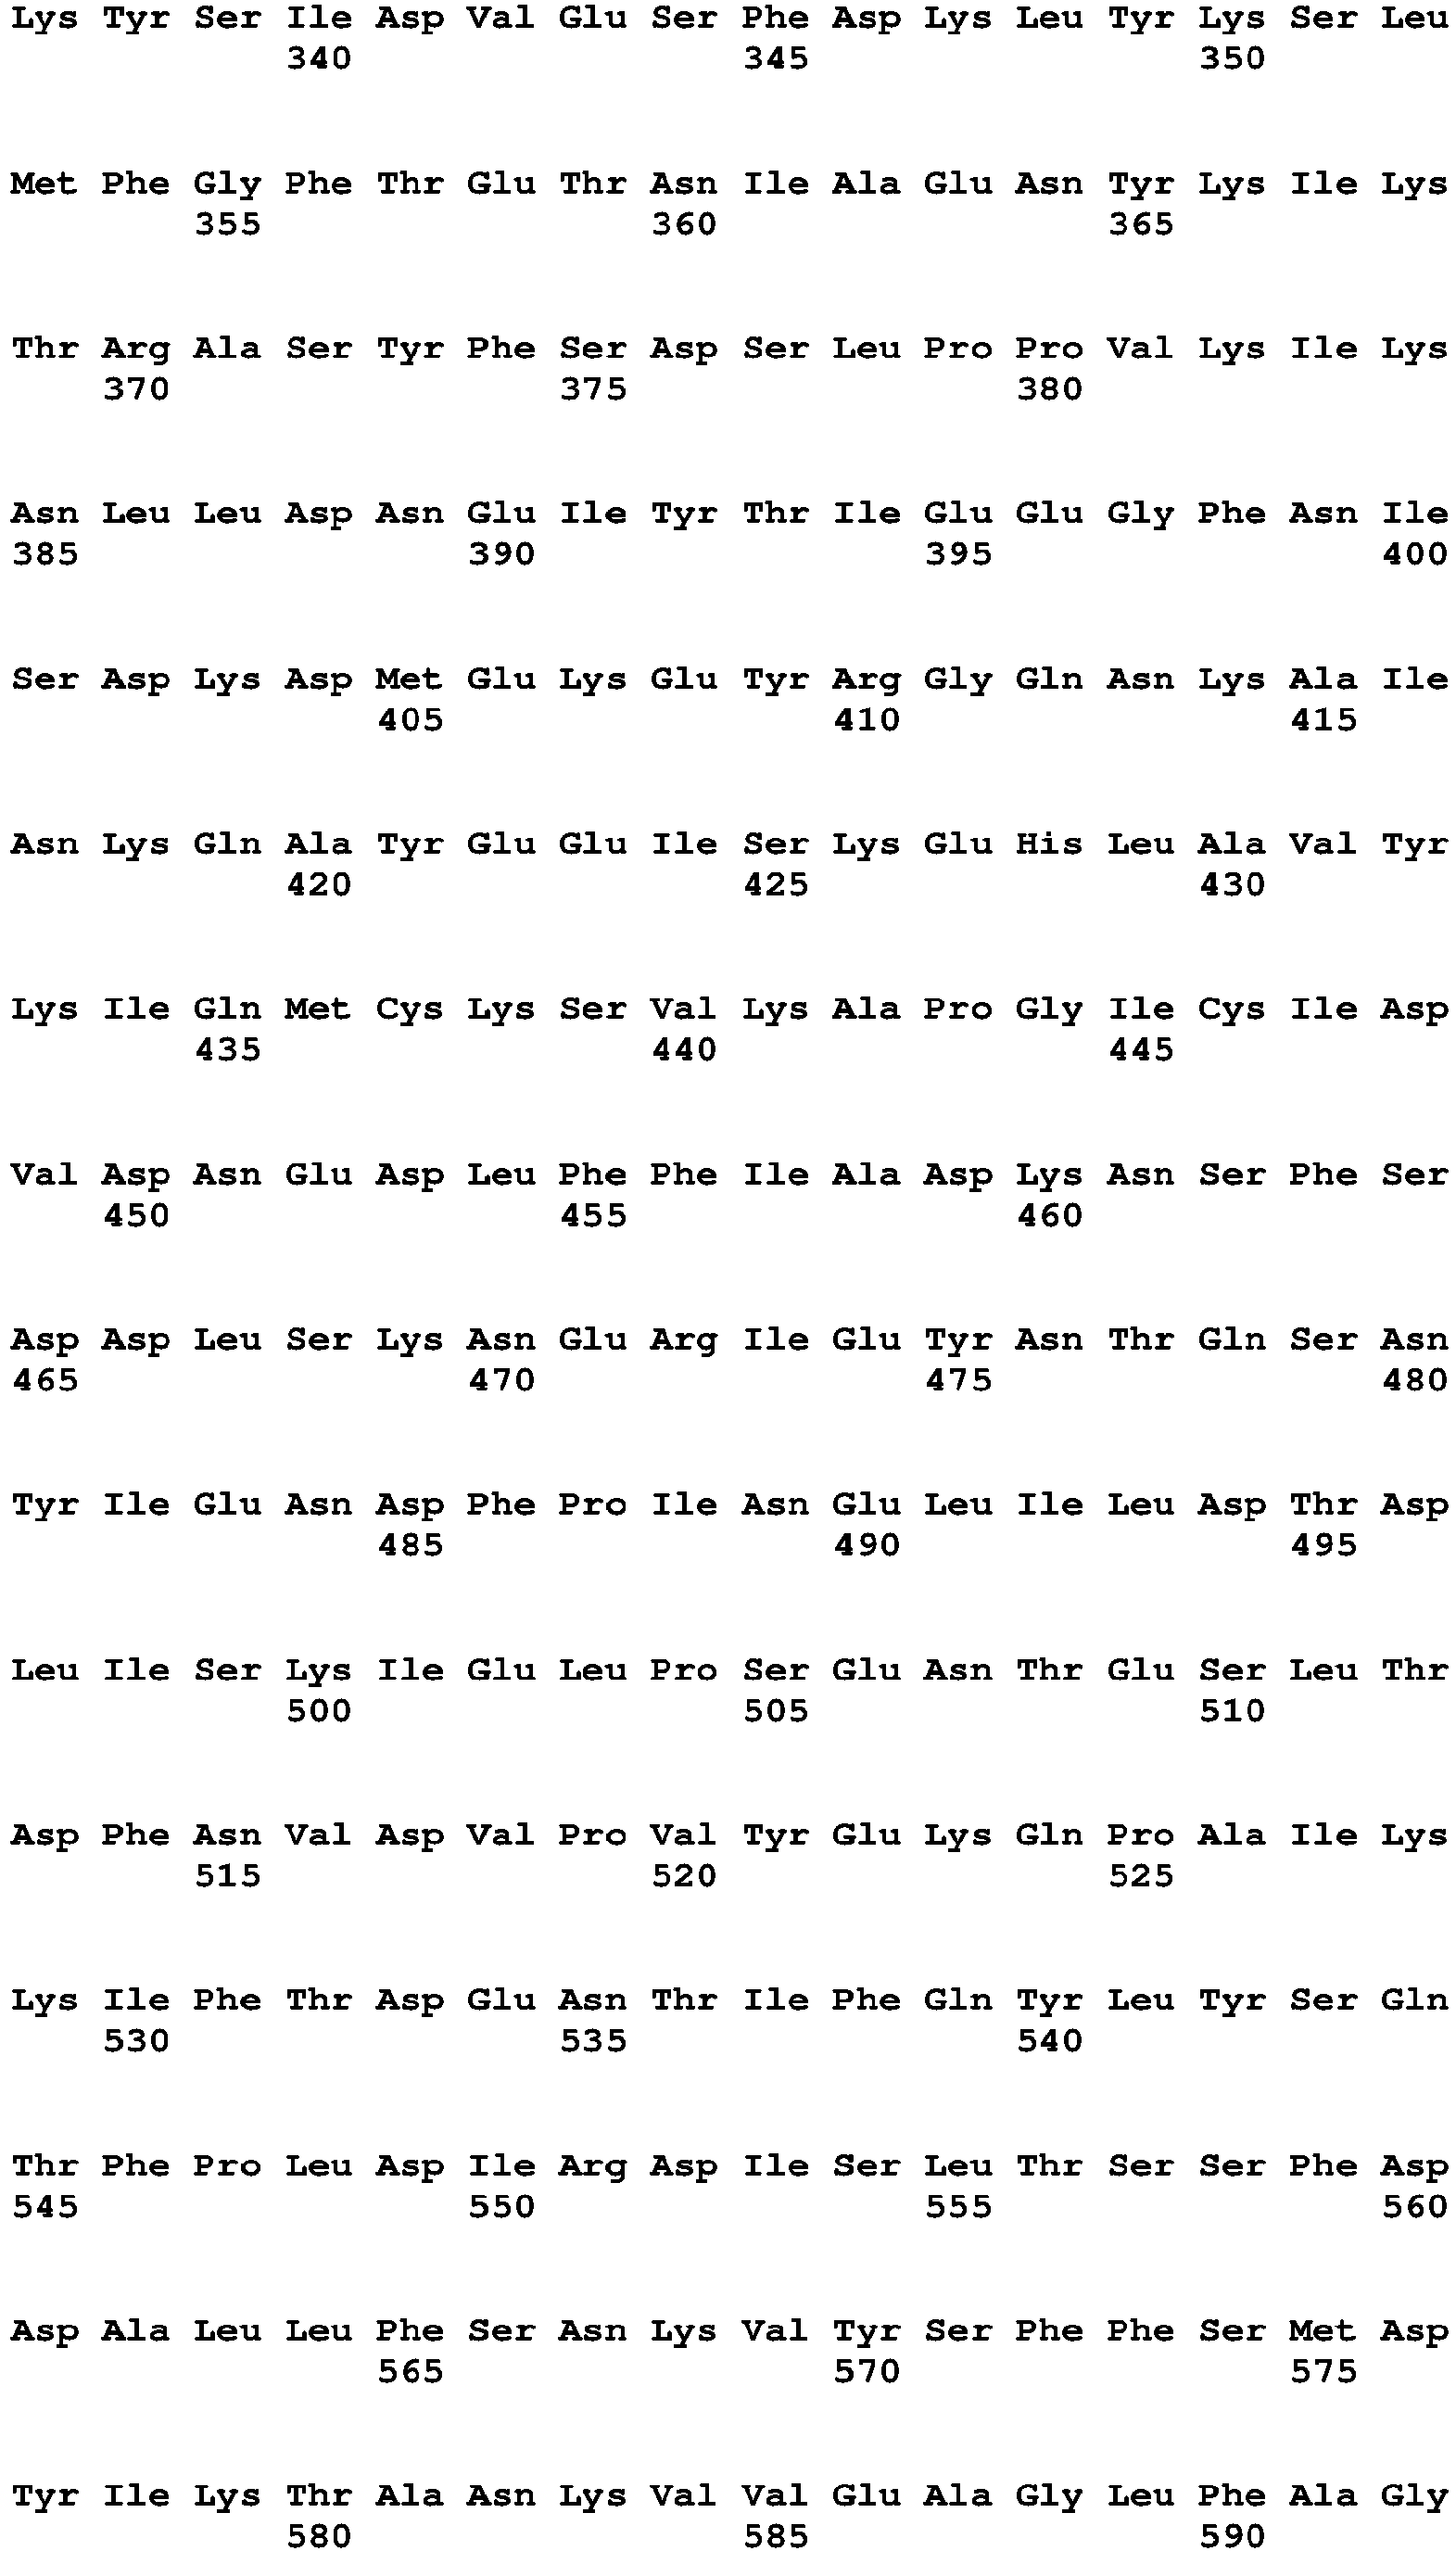 Lys Tyr Ser Ile Asp Val Glu Ser Phe Asp Lys Leu Tyr Lys Ser Leu
340 345 350
Met Phe Gly Phe Thr Glu Thr Asn Ile Ala Glu Asn Tyr Lys Ile Lys
355 360 365
Thr Arg Ala Ser Tyr Phe Ser Asp Ser Leu Pro Pro Val Lys Ile Lys
370 375 380
Asn Leu Leu Asp Asn Glu Ile Tyr Thr Ile Glu Glu Gly Phe Asn Ile
385 390 395 400
Ser Asp Lys Asp Met Glu Lys Glu Tyr Arg Gly Gln Asn Lys Ala Ile
405 410 415
Asn Lys Gln Ala Tyr Glu Glu Ile Ser Lys Glu His Leu Ala Val Tyr
420 425 430
Lys Ile Gln Met Cys Lys Ser Val Lys Ala Pro Gly Ile Cys Ile Asp
435 440 445
Val Asp Asn Glu Asp Leu Phe Phe Ile Ala Asp Lys Asn Ser Phe Ser
450 455 460
Asp Asp Leu Ser Lys Asn Glu Arg Ile Glu Tyr Asn Thr Gln Ser Asn
465 470 475 480
Tyr Ile Glu Asn Asp Phe Pro Ile Asn Glu Leu Ile Leu Asp Thr Asp
485 490 495
Leu Ile Ser Lys Ile Glu Leu Pro Ser Glu Asn Thr Glu Ser Leu Thr
500 505 510
Asp Phe Asn Val Asp Val Pro Val Tyr Glu Lys Gln Pro Ala Ile Lys
515 520 525
Lys Ile Phe Thr Asp Glu Asn Thr Ile Phe Gln Tyr Leu Tyr Ser Gln
530 535 540
Thr Phe Pro Leu Asp Ile Arg Asp Ile Ser Leu Thr Ser Ser Phe Asp
545 550 555 560
Asp Ala Leu Leu Phe Ser Asn Lys Val Tyr Ser Phe Phe Ser Met Asp
565 570 575
Tyr Ile Lys Thr Ala Asn Lys Val Val Glu Ala Gly Leu Phe Ala Gly
580 585 590